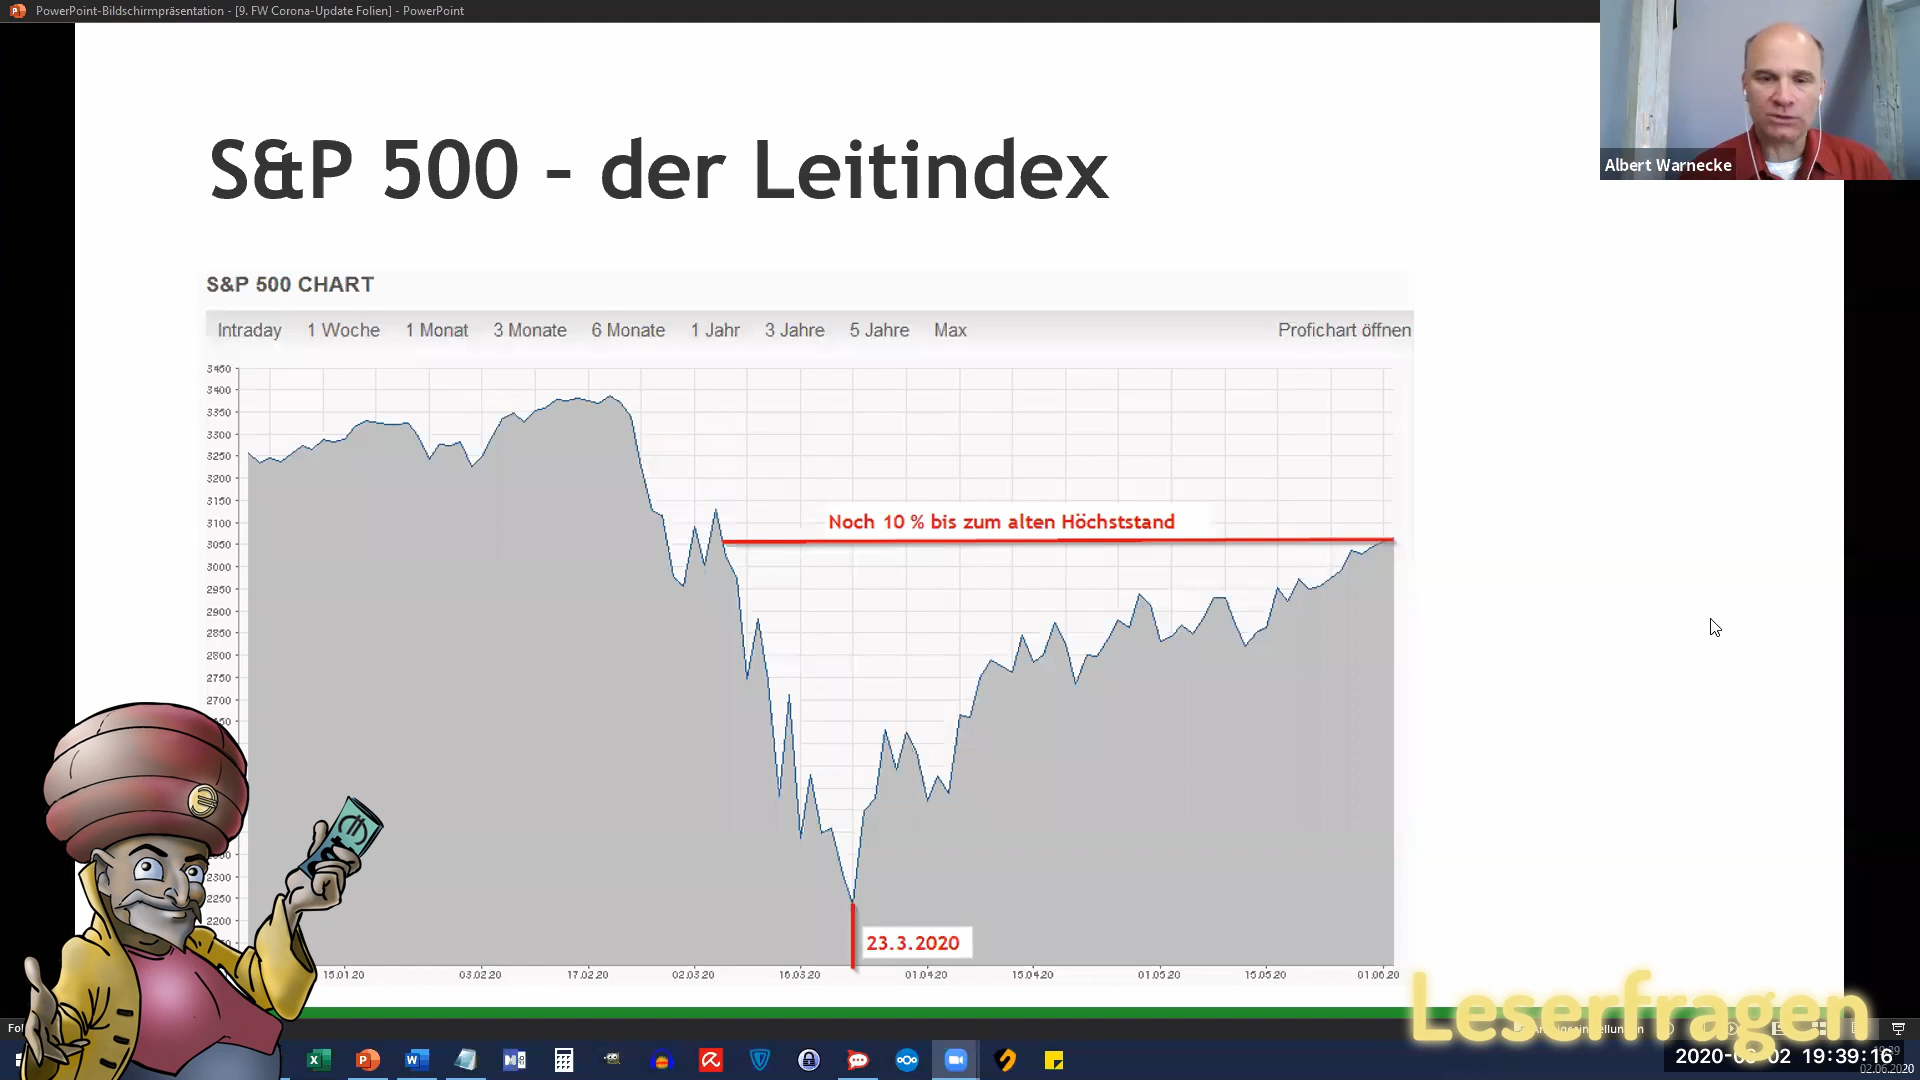 PowerPoint-Bildschirmpräsentation - [9. FW Corona-Update Folien] - PowerPoint
Albert Warnecke
S&P 500 - der Leitindex
S&P 500 CHART
Intraday 1 Woche 1 Monat 3 Monate 6 Monate 1 Jahr 3 Jahre 5 Jahre Max Profichart öffnen
3450
3400
3350
3300
3250
3200
3150
3100
Noch 10 % bis zum alten Höchststand
3050
3000
2950
2900
2850
2800
2750
2700
2300
2250
2200
23.3.2020
15.01.20 03.02.20 17.02.20 02.03.20 16.03.20 01.04.20 15.04.20 01.05.20 15.05.20 01.06.20
Leserfragen
Anzeigeeinstellungen
19:39:16
02.06.2020